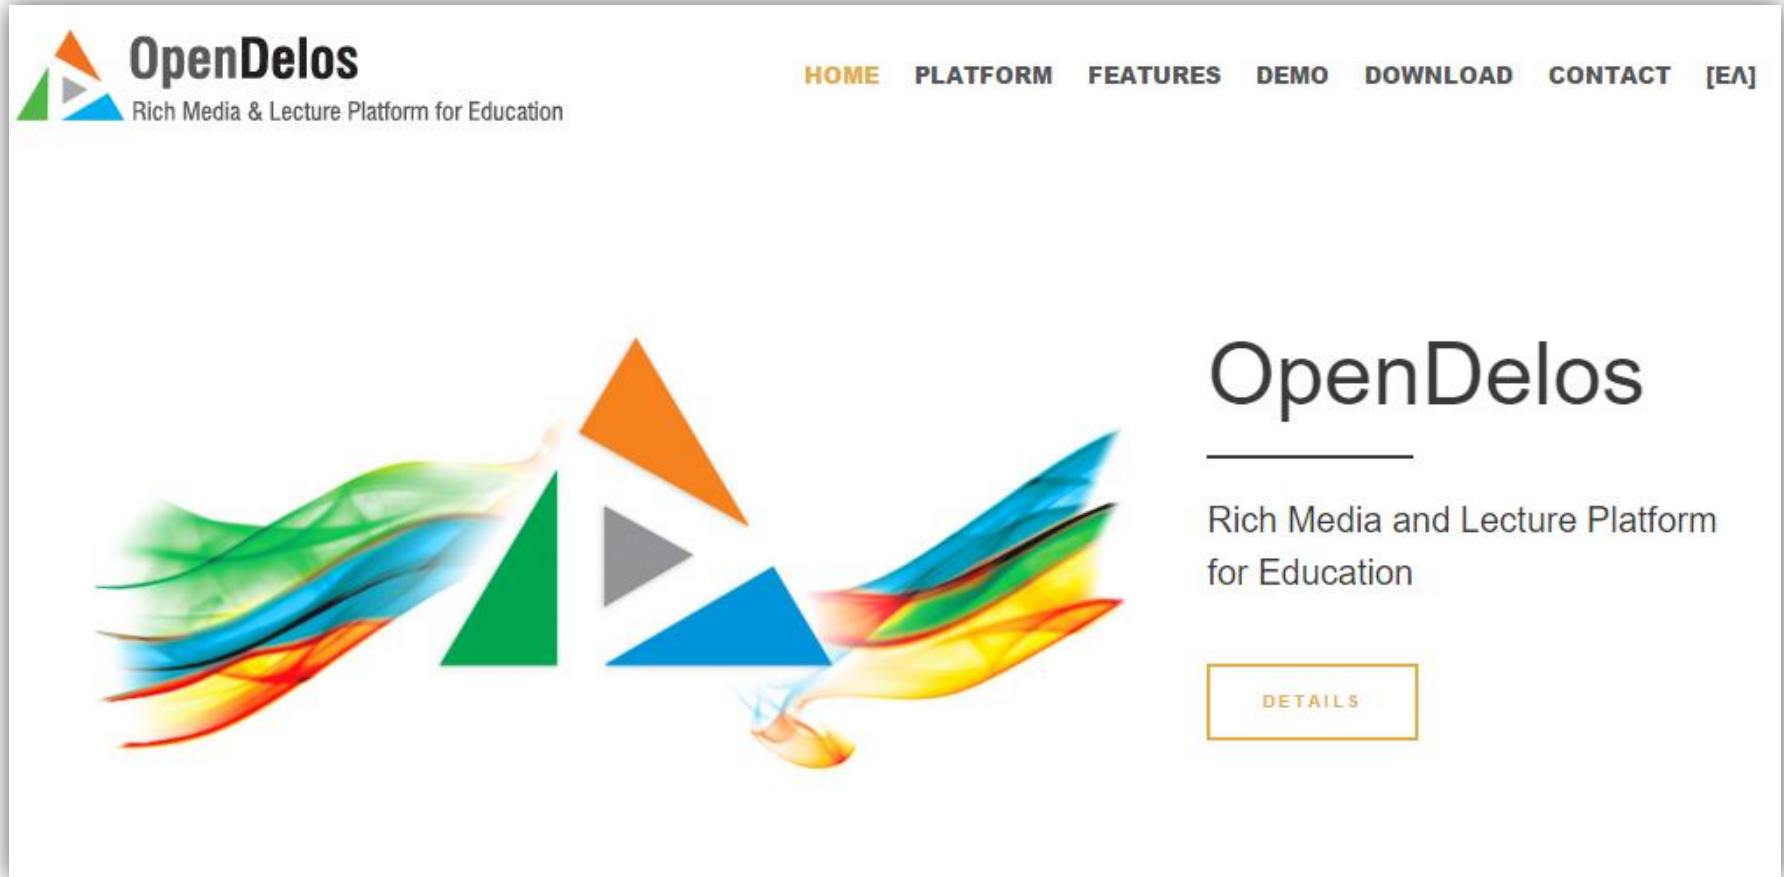 OpenDelos
Rich Media & Lecture Platform for Education
HOME PLATFORM FEATURES DEMO DOWNLOAD CONTACT [ΕΛ]
OpenDelos
Rich Media and Lecture Platform
for Education
DETAILS